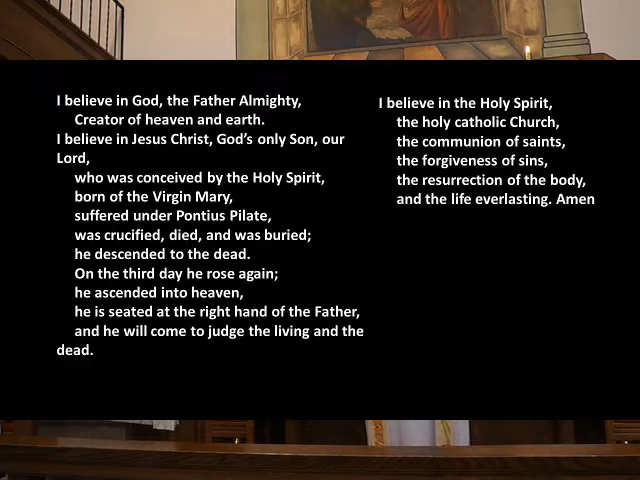 I believe in God, the Father Almighty,
Creator of heaven and earth.
I believe in Jesus Christ, God's only Son, our
Lord,
who was conceived by the Holy Spirit,
born of the Virgin Mary,
suffered under Pontius Pilate,
was crucified, died, and was buried;
he descended to the dead.
On the third day he rose again;
he ascended into heaven,
he is seated at the right hand of the Father,
and he will come to judge the living and the
dead.
I believe in the Holy Spirit,
the holy catholic Church,
the communion of saints,
the forgiveness of sins,
the resurrection of the body,
and the life everlasting. Amen